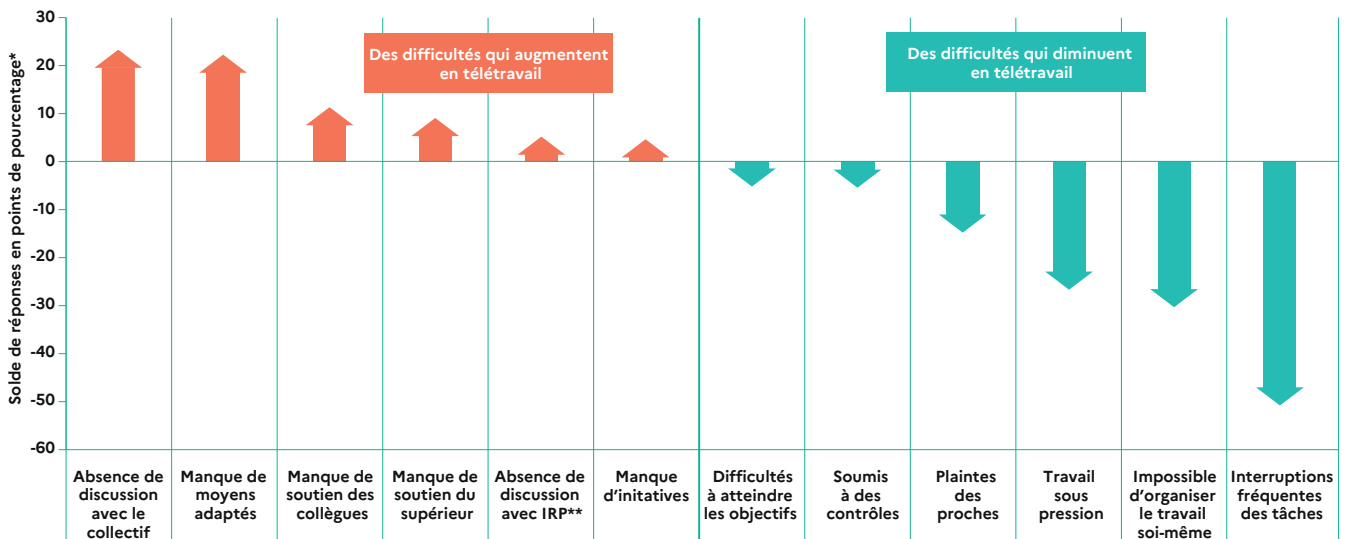 Solde de réponses en points de pourcentage*
30
20
10
0
-10
-20
-30
-40
-50
-60
Des difficultés qui augmentent
en télétravail
Des difficultés qui diminuent
en télétravail
Absence de
discussion
avec le
collectif
Manque de
moyens
adaptés
Manque de
soutien des
collègues
Manque de
soutien du
supérieur
Absence de
discussion
avec IRP**
Manque
d'initatives
Difficultés
à atteindre
les objectifs
Soumis
à des
contrôles
Plaintes
des
proches
Travail
sous
pression
Impossible
d'organiser
le travail
soi-même
Interruptions
fréquentes
des tâches